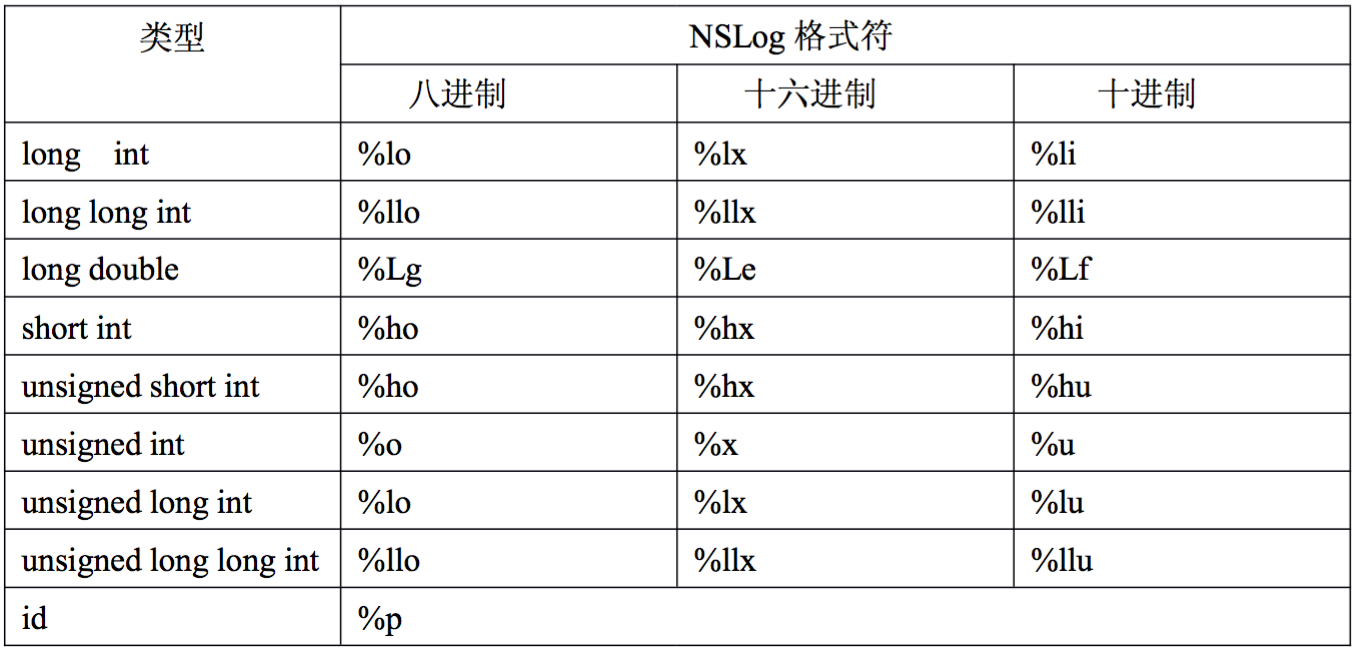 类型 NSLog 格式符
八进制 十六进制 十进制
long int %lo %lx %li
long long int %llo %llx %lli
long double %Lg %Le %Lf
short int %ho %hx %hi
unsigned short int %ho %hx %hu
unsigned int %o %x %u
unsigned long int %lo %lx %lu
unsigned long long int %llo %llx %llu
id %p